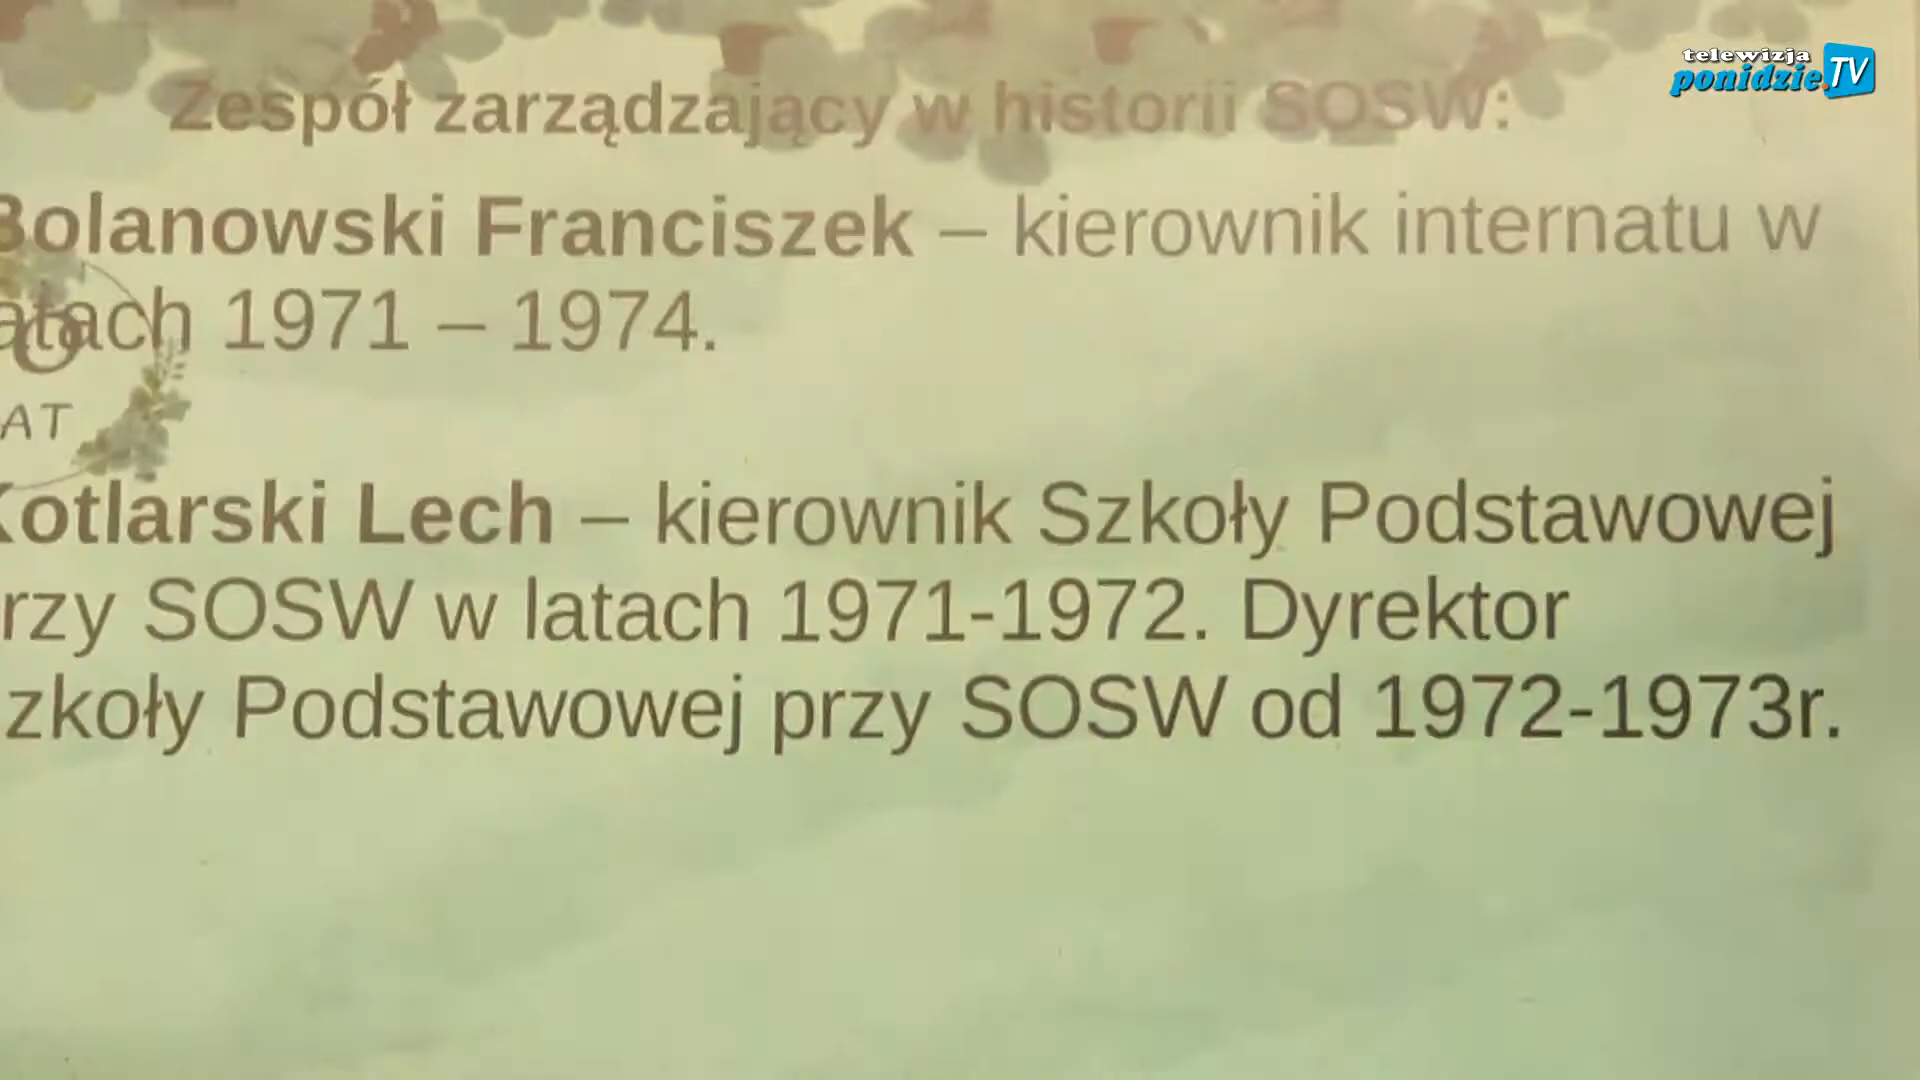 telewizja
ponidzie.TV
Zespół zarządzający w historii SOSW:
Bolanowski Franciszek – kierownik internatu w
atach 1971 – 1974.
AT
Kotlarski Lech – kierownik Szkoły Podstawowej
rzy SOSW w latach 1971-1972. Dyrektor
zkoły Podstawowej przy SOSW od 1972-1973r.